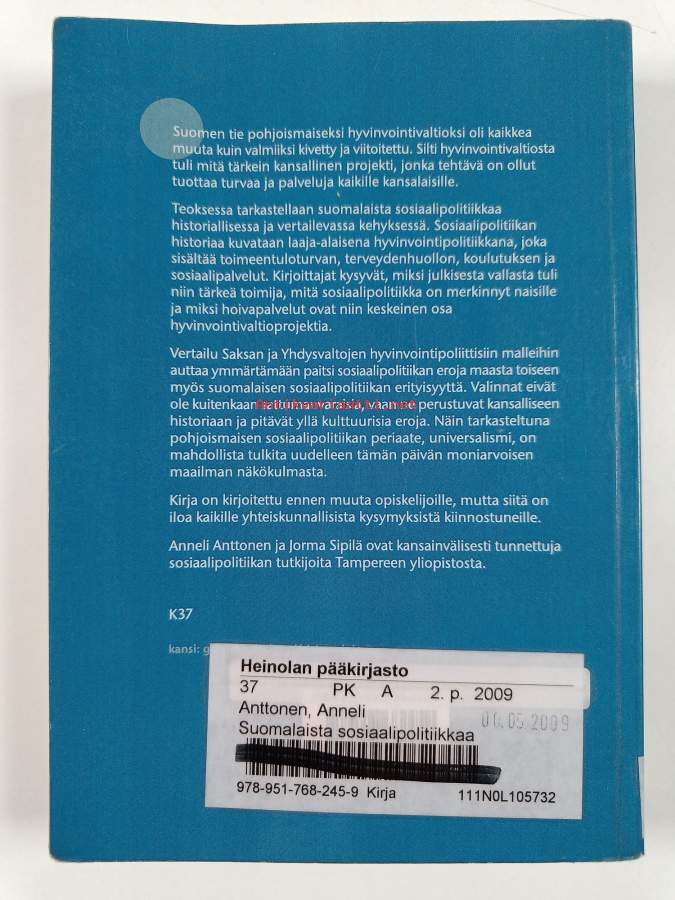 Suomen tie pohjoismaiseksi hyvinvointivaltioksi oli kaikkea
muuta kuin valmiiksi kivetty ja viitoitettu. Silti hyvinvointivaltiosta
tuli mitä tärkein kansallinen projekti, jonka tehtävä on ollut
tuottaa turvaa ja palveluja kaikille kansalaisille.
Teoksessa tarkastellaan suomalaista sosiaalipolitiikkaa
historiallisessa ja vertailevassa kehyksessä. Sosiaalipolitiikan
historiaa kuvataan laaja-alaisena hyvinvointipolitiikkana, joka
sisältää toimeentuloturvan, terveydenhuollon, koulutuksen ja
sosiaalipalvelut. Kirjoittajat kysyvät, miksi julkisesta vallasta tuli
niin tärkeä toimija, mitä sosiaalipolitiikka on merkinnyt naisille
ja miksi hoivapalvelut ovat niin keskeinen osa
hyvinvointivaltioprojektia.
Vertailu Saksan ja Yhdysvaltojen hyvinvointipoliittisiin malleihin
auttaa ymmärtämään paitsi sosiaalipolitiikan eroja maasta toiseen
myös suomalaisen sosiaalipolitiikan erityisyyttä. Valinnat eivät
ole kuitenkaan sattumanvaraisia, vaan ne perustuvat kansalliseen
Antikvariaatti.net
historiaan ja pitävät yllä kulttuurisia eroja. Näin tarkasteltuna
pohjoismaisen sosiaalipolitiikan periaate, universalismi, on
mahdollista tulkita uudelleen tämän päivän moniarvoisen
maailman näkökulmasta.
Kirja on kirjoitettu ennen muuta opiskelijoille, mutta siitä on
iloa kaikille yhteiskunnallisista kysymyksistä kiinnostuneille.
Anneli Anttonen ja Jorma Sipilä ovat kansainvälisesti tunnettuja
sosiaalipolitiikan tutkijoita Tampereen yliopistosta.
K37
kansi: g
Heinolan pääkirjasto
37 PK A 2. p. 2009
Anttonen, Anneli
Suomalaista sosiaalipolitiikkaa
978-951-768-245-9 Kirja 111N0L105732